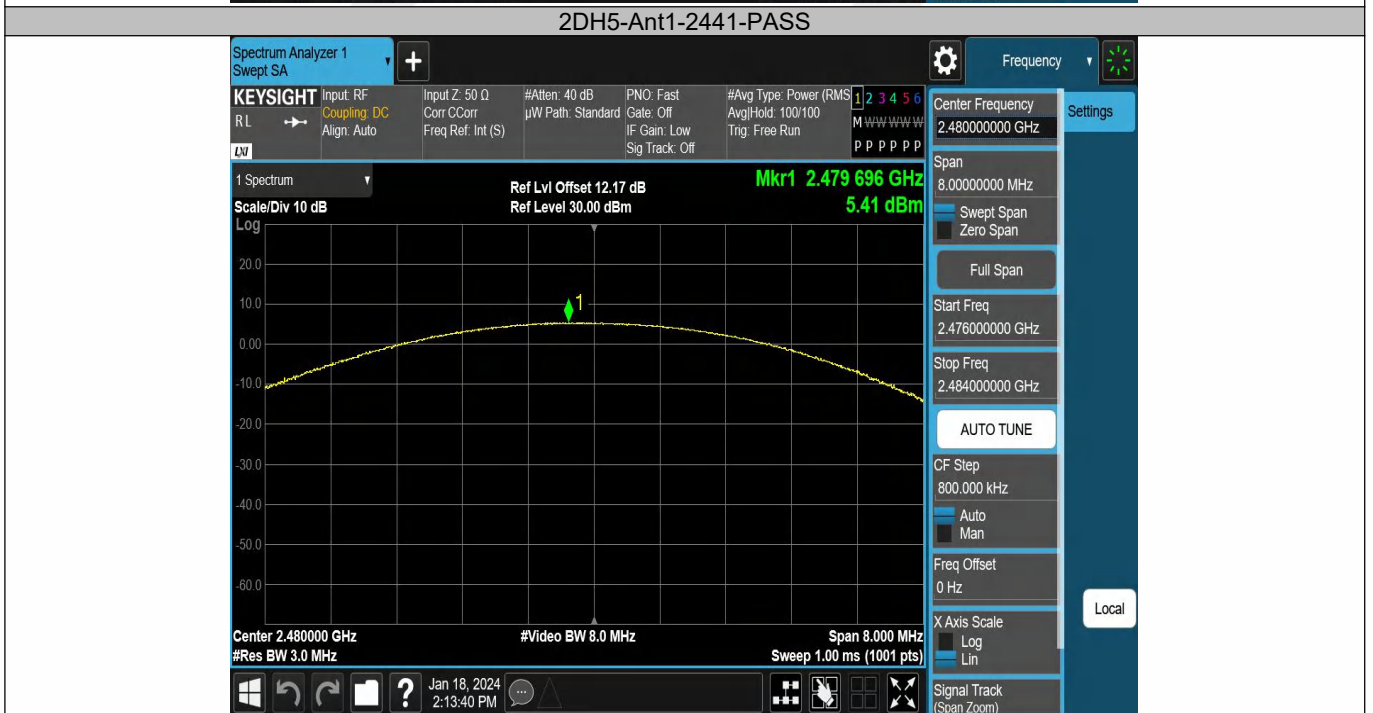 2DH5-Ant1-2441-PASS
Spectrum Analyzer 1
Swept SA
+
Frequency
KEYSIGHT
RL
LXI
Input: RF
Coupling: DC
Align: Auto
Input Z: 50 Ω
Corr CCorr
Freq Ref: Int (S)
#Atten: 40 dB
µW Path: Standard
PNO: Fast
Gate: Off
IF Gain: Low
Sig Track: Off
#Avg Type: Power (RMS
Avg|Hold: 100/100
Trig: Free Run
1 2 3 4 5 6
M W W W W W
P P P P P P
1 Spectrum
Scale/Div 10 dB
Log
Ref Lvl Offset 12.17 dB
Ref Level 30.00 dBm
Mkr1 2.479 696 GHz
5.41 dBm
20.0
10.0
0.00
-10.0
-20.0
-30.0
-40.0
-50.0
-60.0
1
Center 2.480000 GHz
#Res BW 3.0 MHz
#Video BW 8.0 MHz
Span 8.000 MHz
Sweep 1.00 ms (1001 pts)
Center Frequency
2.480000000 GHz
Settings
Span
8.00000000 MHz
Swept Span
Zero Span
Full Span
Start Freq
2.476000000 GHz
Stop Freq
2.484000000 GHz
AUTO TUNE
CF Step
800.000 kHz
Auto
Man
Freq Offset
0 Hz
X Axis Scale
Log
Lin
Local
Signal Track
(Span Zoom)
?
Jan 18, 2024
2:13:40 PM